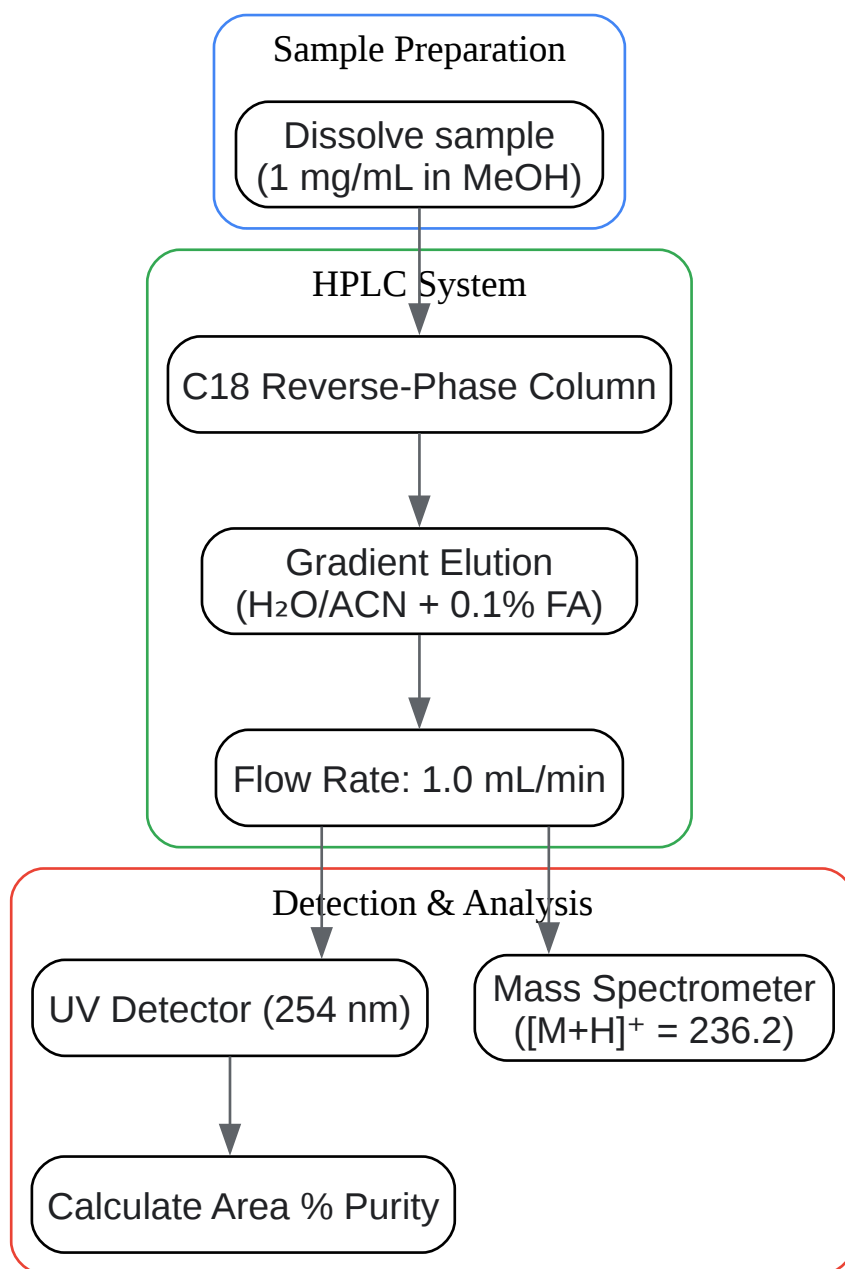 Sample Preparation
Dissolve sample
(1 mg/mL in MeOH)
HPLC System
C18 Reverse-Phase Column
Gradient Elution
(H₂O/ACN + 0.1% FA)
Flow Rate: 1.0 mL/min
Detection & Analysis
UV Detector (254 nm)
Mass Spectrometer
([M+H]⁺ = 236.2)
Calculate Area % Purity